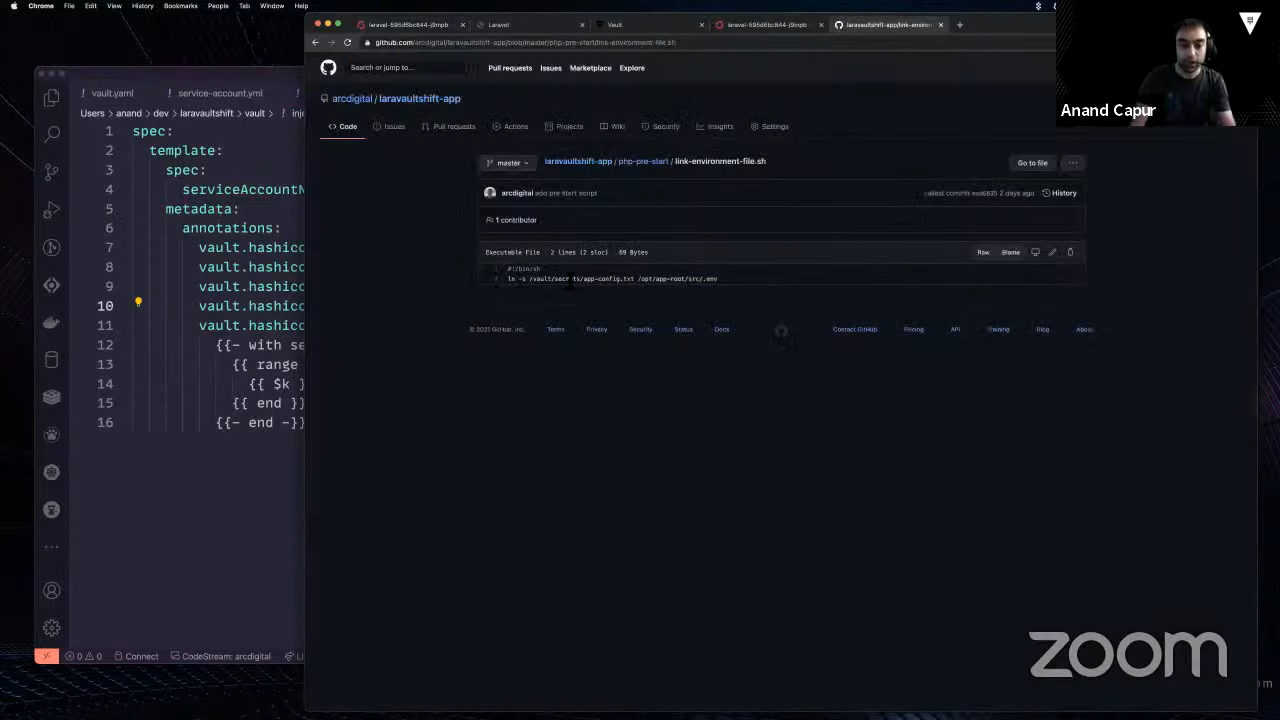 Chrome File Edit View History Bookmarks People Tab Window Help
laravel-595d6bc844-j9mpb
Laravel
Vault
laravel-595d6bc844-j9mpb
laravaultshift-app/link-environ
github.com/arcdigital/laravaultshift-app/blob/master/php-pre-start/link-environment-file.sh
Search or jump to...
Pull requests Issues Marketplace Explore
arcdigital / laravaultshift-app
Code Issues Pull requests Actions Projects Wiki Security Insights Settings
master
laravaultshift-app / php-pre-start / link-environment-file.sh
Go to file
arcdigital add pre start script
2 days ago
History
1 contributor
Executable File 2 lines (2 sloc) 69 Bytes
Raw Blame
1 #!/bin/sh
2 ln -s /vault/secrets/app-config.txt /opt/app-root/src/.env
© 2021 GitHub, Inc. Terms Privacy Security Status Docs
Contact GitHub Pricing API Training Blog About
vault.yaml
service-account.yml
Users > anand > dev > laravaultshift > vault >
1 spec:
2 template:
3 spec:
4 serviceAccountN
5 metadata:
6 annotations:
7 vault.hashico
8 vault.hashico
9 vault.hashico
10 vault.hashico
11 vault.hashico
12 {{- with se
13 {{ range
14 {{ $k }
15 {{ end }}
16 {{- end -}}
0 0 Connect CodeStream: arcdigital Li
Anand Capur
zoom